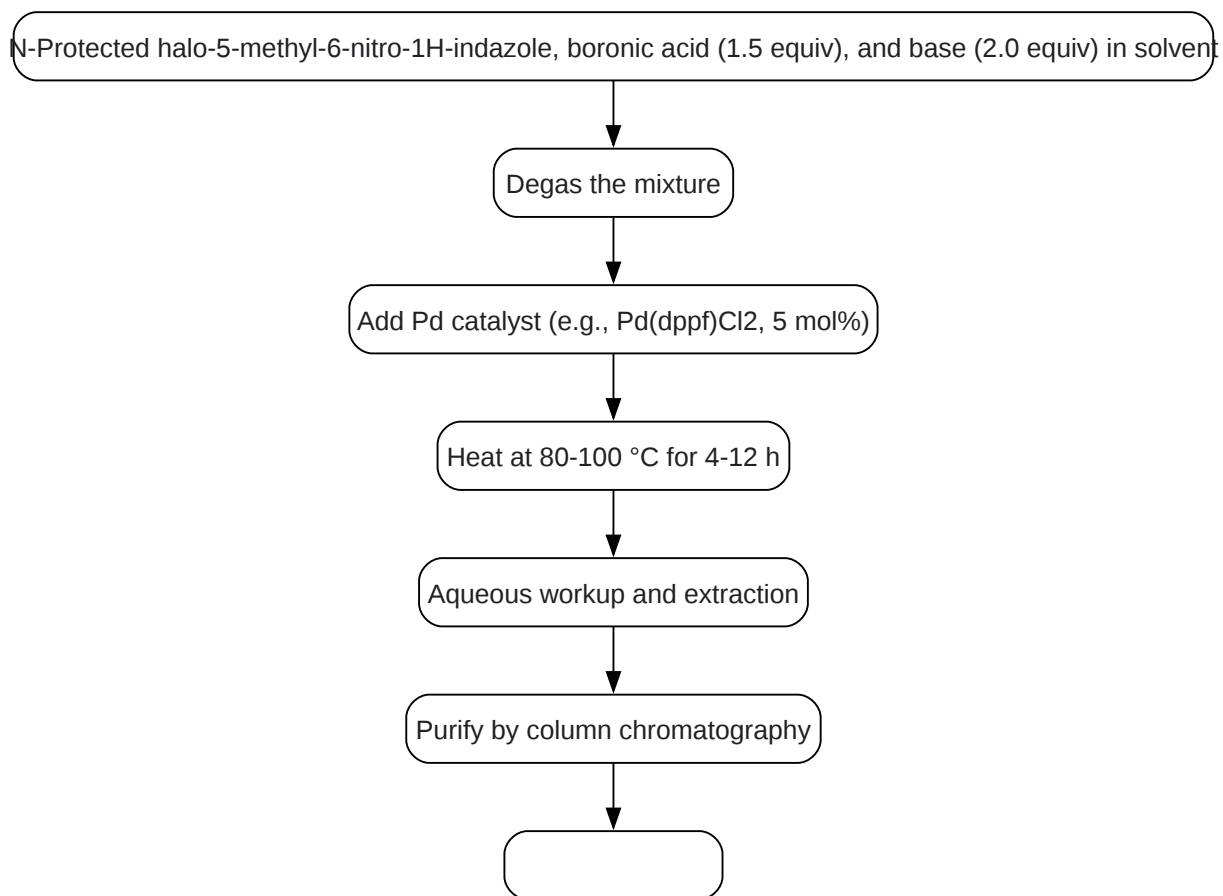 N-Protected halo-5-methyl-6-nitro-1H-indazole, boronic acid (1.5 equiv), and base (2.0 equiv) in solvent
Degas the mixture
Add Pd catalyst (e.g., Pd(dppf)Cl2, 5 mol%)
Heat at 80-100 °C for 4-12 h
Aqueous workup and extraction
Purify by column chromatography